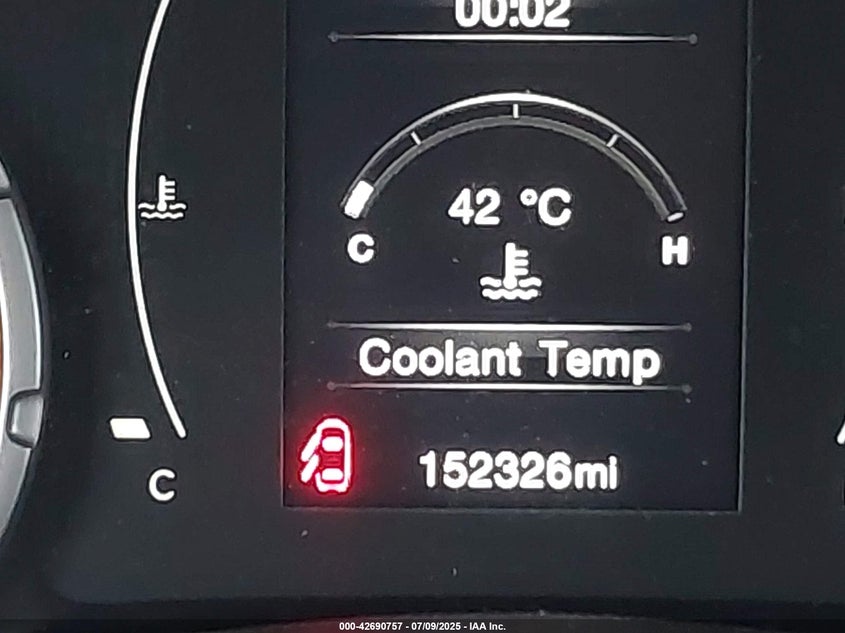 00:02
42 °C
C H
Coolant Temp
152326mi
C
000-42690757 - 07/09/2025 - IAA Inc.